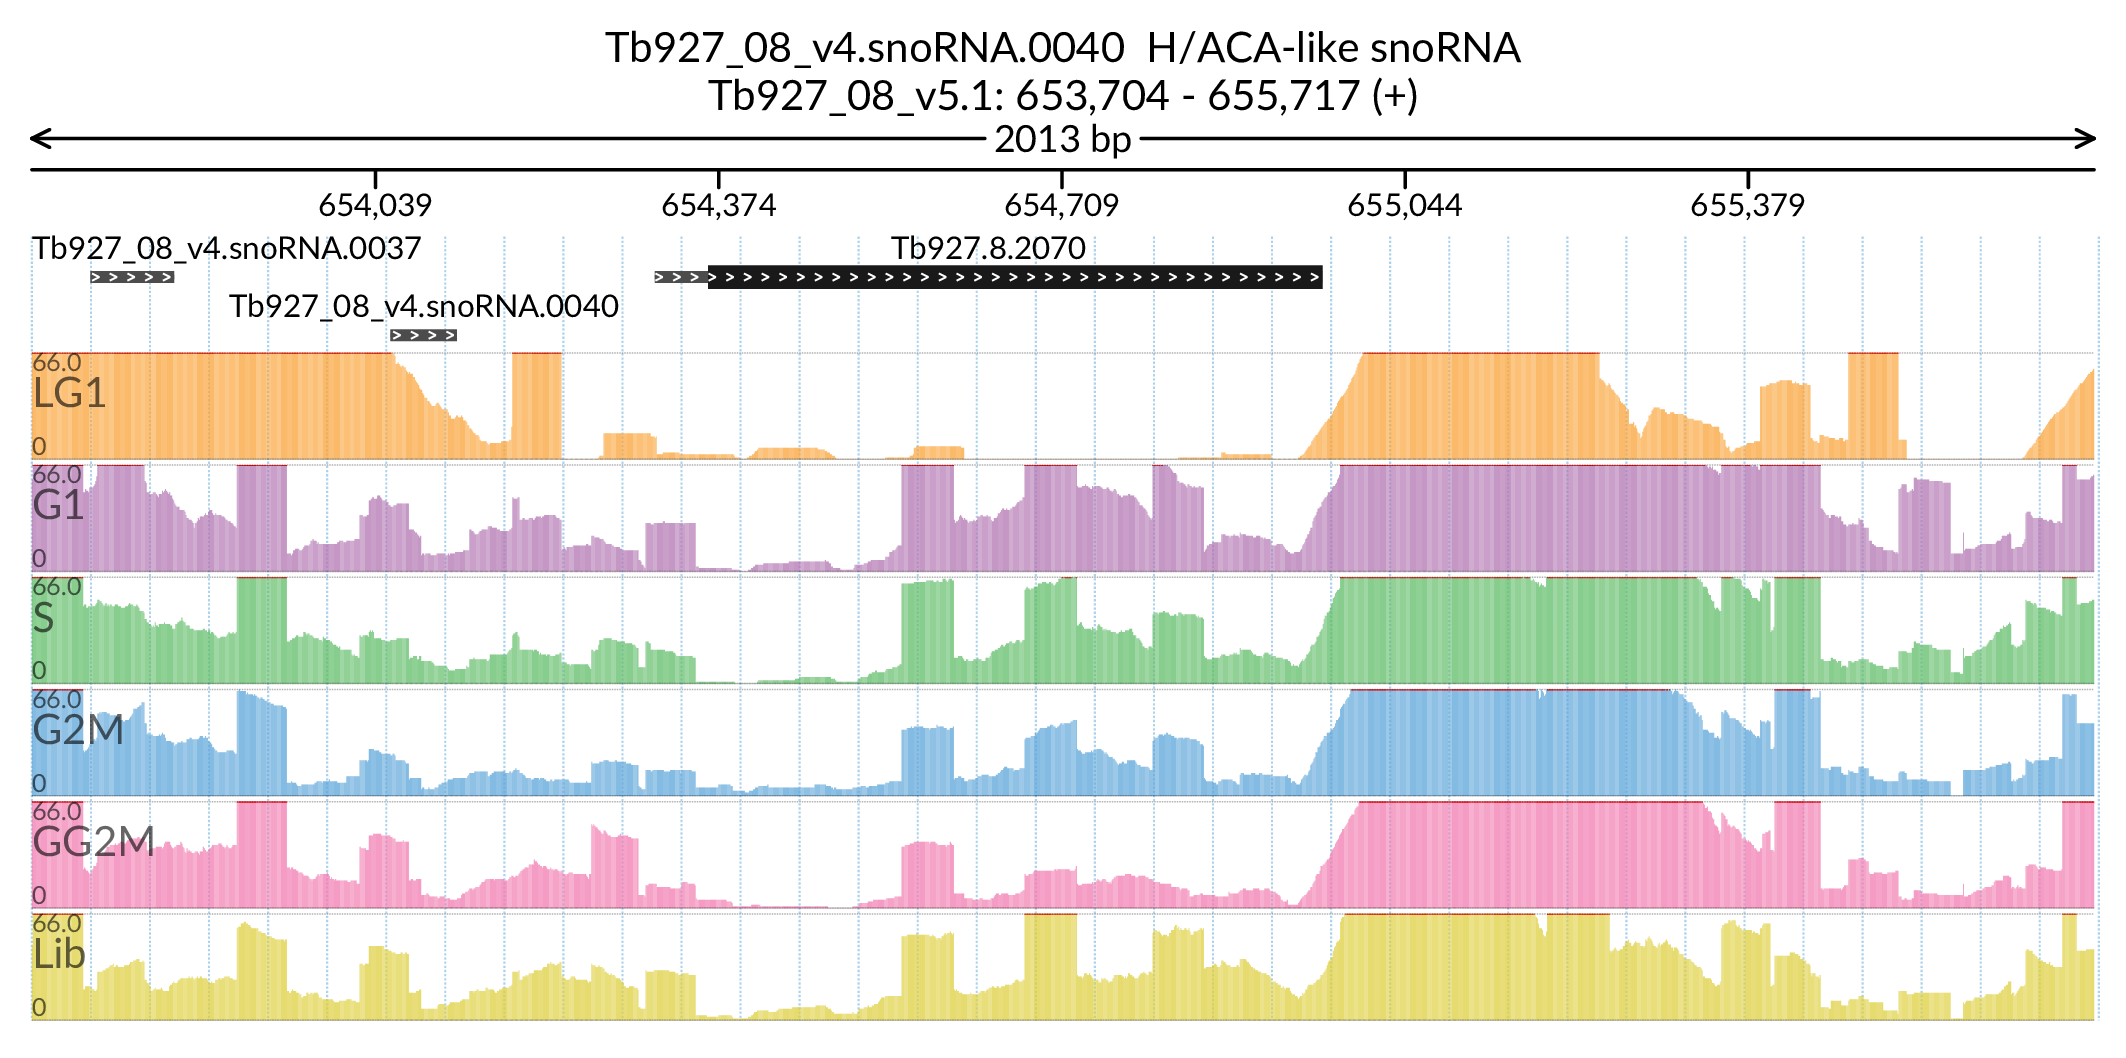 Tb927_08_v4.snoRNA.0040 H/ACA-like snoRNA
Tb927_08_v5.1: 653,704 - 655,717 (+)
2013 bp
654,039 654,374 654,709 655,044 655,379
Tb927_08_v4.snoRNA.0037 Tb927.8.2070
Tb927_08_v4.snoRNA.0040
66.0
LG1
0
66.0
G1
0
66.0
S
0
66.0
G2M
0
66.0
GG2M
0
66.0
Lib
0